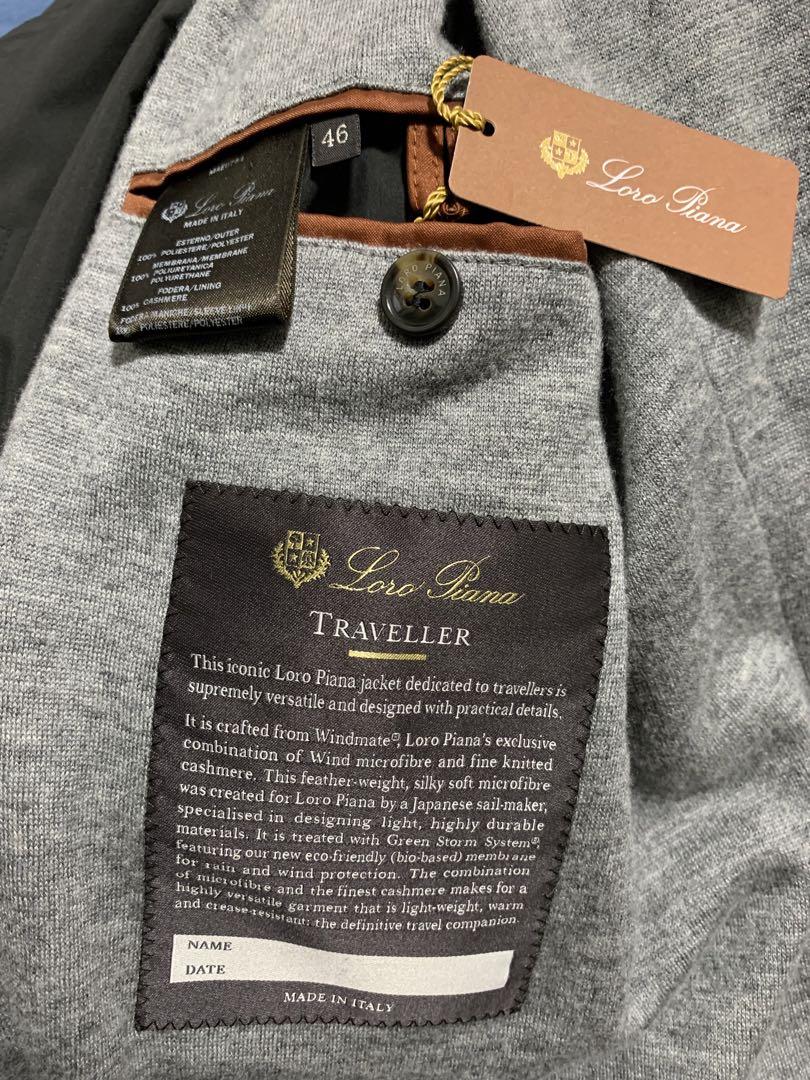 46
Loro Piana
MADE IN ITALY
ESTERNO/OUTER
100% POLIESTERE/POLYESTER
MEMBRANA/MEMBRANE
100% POLIURETANICA
POLYURETHANE
FODERA/LINING
100% CASHMERE
FODERA MANICHE/SLEEVE
POLIESTERE/POLYESTER
Loro Piana
LORO PIANA
Loro Piana
TRAVELLER
This iconic Loro Piana jacket dedicated to travellers is
supremely versatile and designed with practical details.
It is crafted from Windmate®, Loro Piana's exclusive
combination of Wind microfibre and fine knitted
cashmere. This feather-weight, silky soft microfibre
was created for Loro Piana by a Japanese sail-maker,
specialised in designing light, highly durable
materials. It is treated with Green Storm System®,
featuring our new eco-friendly (bio-based) membrane
for rain and wind protection. The combination
of microfibre and the finest cashmere makes for a
highly versatile garment that is light-weight, warm
and crease-resistant: the definitive travel companion.
NAME
DATE
MADE IN ITALY